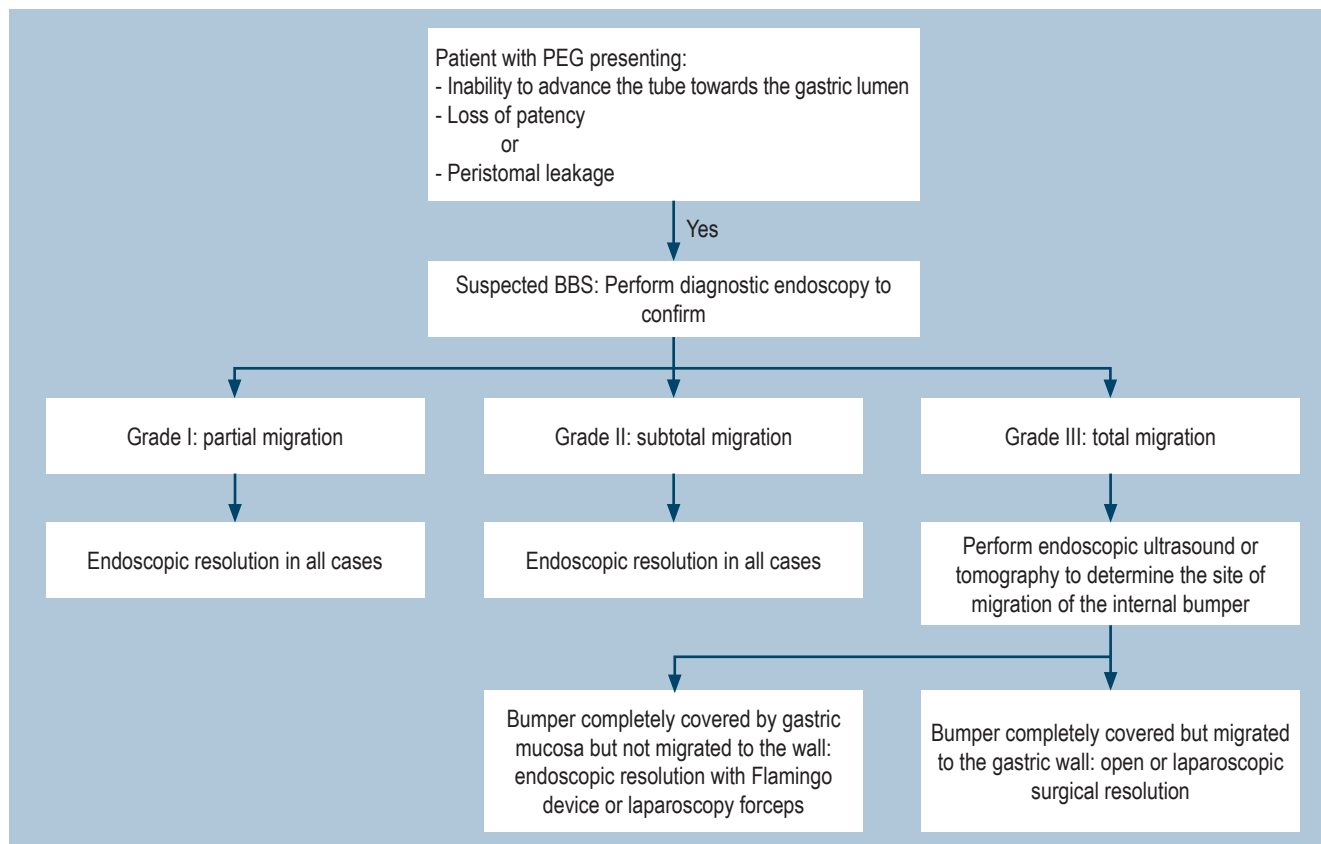 Patient with PEG presenting:
- Inability to advance the tube towards the gastric lumen
- Loss of patency
or
- Peristomal leakage
Yes
Suspected BBS: Perform diagnostic endoscopy to
confirm
Grade I: partial migration
Grade II: subtotal migration
Grade III: total migration
Endoscopic resolution in all cases
Endoscopic resolution in all cases
Perform endoscopic ultrasound or
tomography to determine the site of
migration of the internal bumper
Bumper completely covered by gastric
mucosa but not migrated to the wall:
endoscopic resolution with Flamingo
device or laparoscopy forceps
Bumper completely covered but migrated
to the gastric wall: open or laparoscopic
surgical resolution